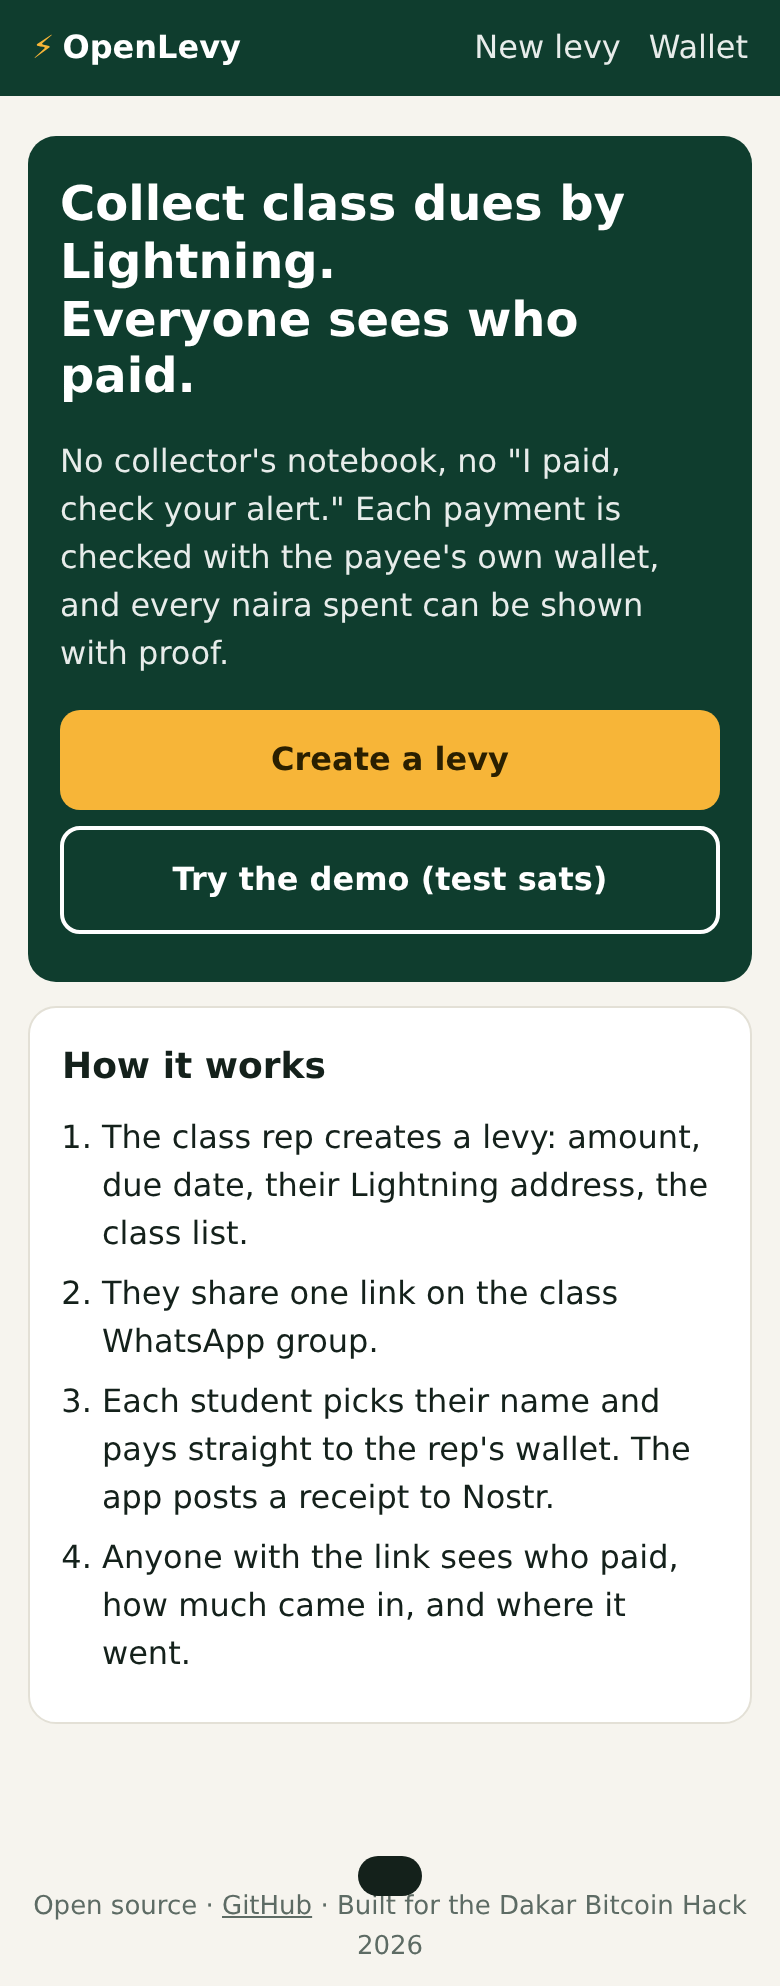 ⚡ OpenLevy New levy Wallet
Collect class dues by
Lightning.
Everyone sees who
paid.
No collector's notebook, no "I paid,
check your alert." Each payment is
checked with the payee's own wallet,
and every naira spent can be shown
with proof.
Create a levy
Try the demo (test sats)
How it works
1. The class rep creates a levy: amount,
due date, their Lightning address, the
class list.
2. They share one link on the class
WhatsApp group.
3. Each student picks their name and
pays straight to the rep's wallet. The
app posts a receipt to Nostr.
4. Anyone with the link sees who paid,
how much came in, and where it
went.
Open source · GitHub · Built for the Dakar Bitcoin Hack
2026